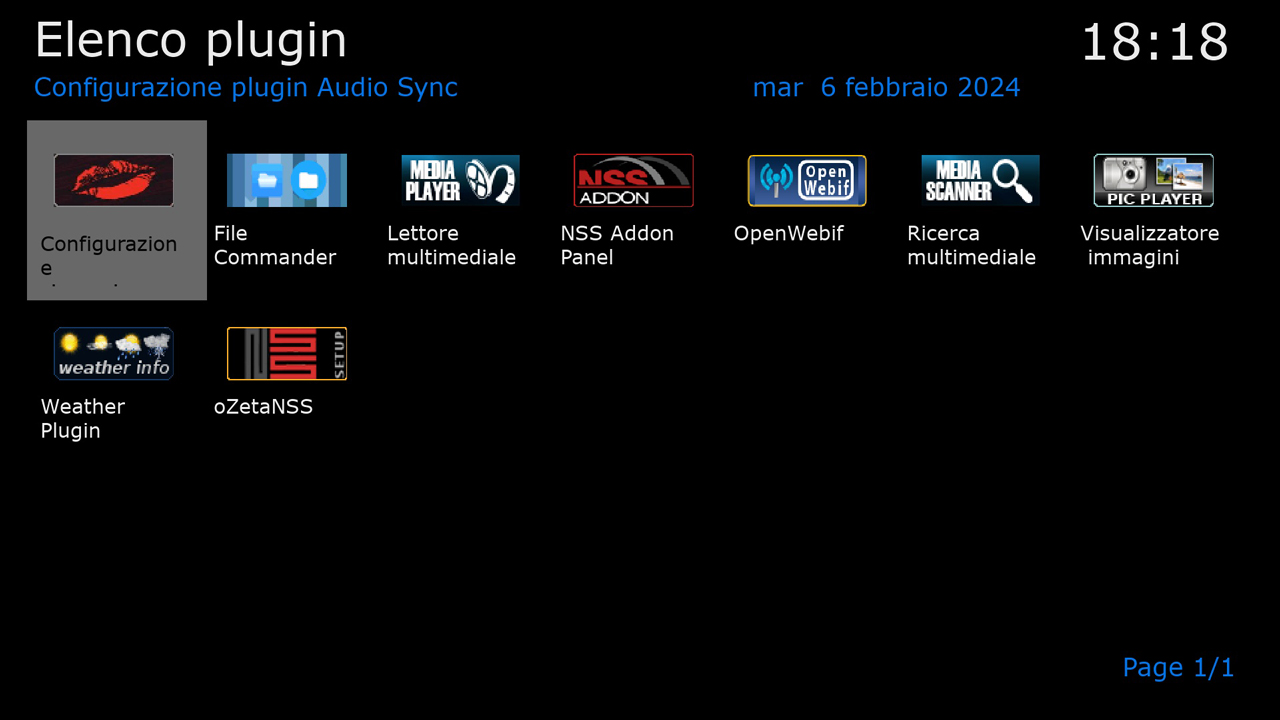 Elenco plugin
18:18
Configurazione plugin Audio Sync
mar 6 febbraio 2024
MEDIA
PLAYER
NSS
ADDON
Open
Webif
MEDIA
SCANNER
PIC PLAYER
Configurazion
e
File
Commander
Lettore
multimediale
NSS Addon
Panel
OpenWebif
Ricerca
multimediale
Visualizzatore
immagini
weather info
NSS
SETUP
Weather
Plugin
oZetaNSS
Page 1/1